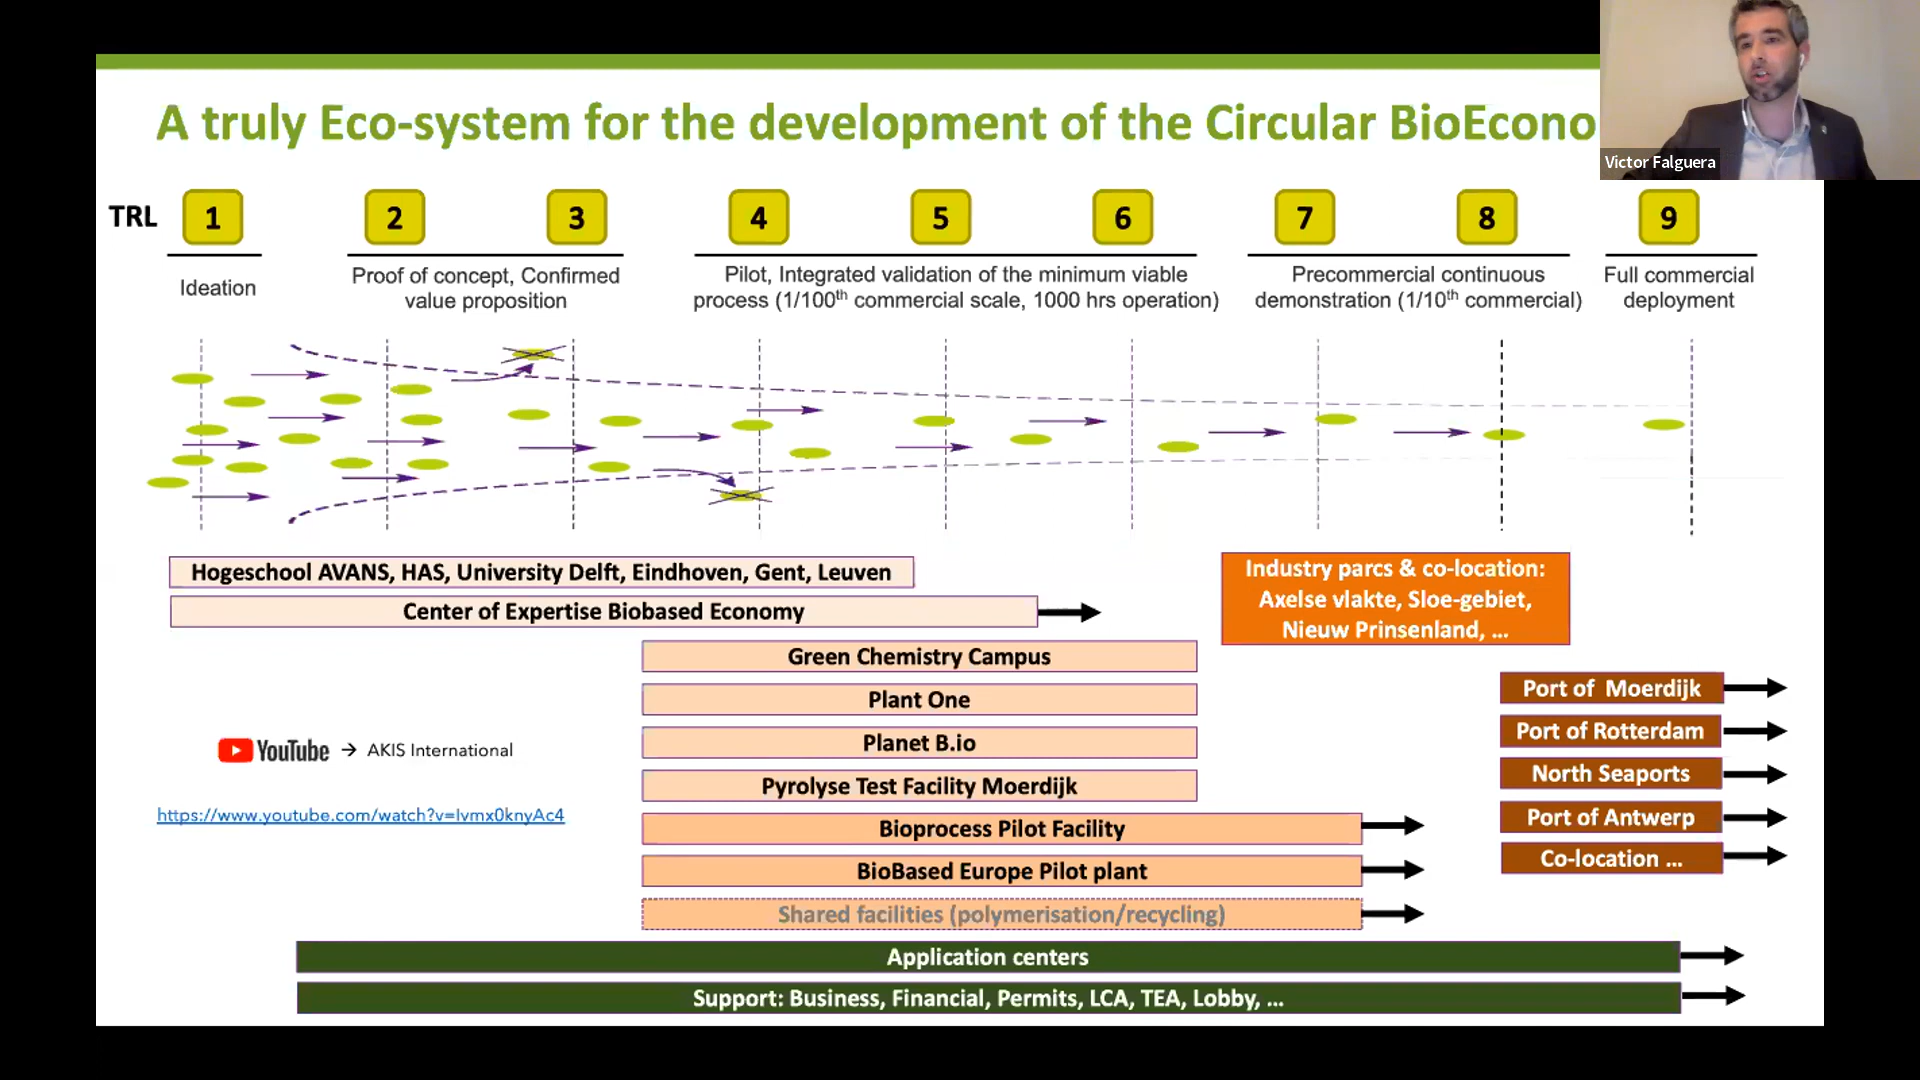 A truly Eco-system for the development of the Circular BioEcono
Victor Falguera
TRL 1 2 3 4 5 6 7 8 9
Ideation
Proof of concept, Confirmed
value proposition
Pilot, Integrated validation of the minimum viable
process (1/100th commercial scale, 1000 hrs operation)
Precommercial continuous
demonstration (1/10th commercial)
Full commercial
deployment
Hogeschool AVANS, HAS, University Delft, Eindhoven, Gent, Leuven
Center of Expertise Biobased Economy
Industry parcs & co-location:
Axelse vlakte, Sloe-gebiet,
Nieuw Prinsenland, ...
Green Chemistry Campus
Plant One
Planet B.io
Pyrolyse Test Facility Moerdijk
Bioprocess Pilot Facility
BioBased Europe Pilot plant
Shared facilities (polymerisation/recycling)
Port of Moerdijk
Port of Rotterdam
North Seaports
Port of Antwerp
Co-location ...
YouTube → AKIS International
https://www.youtube.com/watch?v=lvmx0knyAc4
Application centers
Support: Business, Financial, Permits, LCA, TEA, Lobby, ...